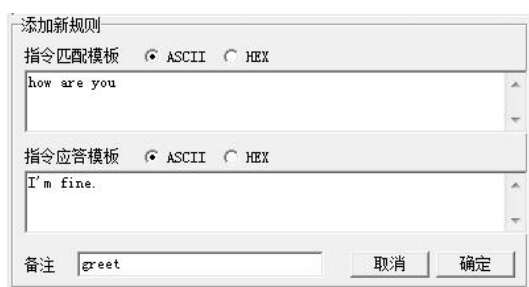 添加新规则
指令匹配模板 ASCII HEX
how are you
指令应答模板 ASCII HEX
I'm fine.
备注 greet 取消 确定